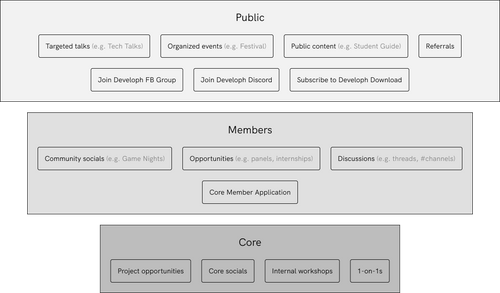 Public
Targeted talks (e.g. Tech Talks) Organized events (e.g. Festival) Public content (e.g. Student Guide) Referrals
Join Developh FB Group Join Developh Discord Subscribe to Developh Download
Members
Community socials (e.g. Game Nights) Opportunities (e.g. panels, internships) Discussions (e.g. threads, #channels)
Core Member Application
Core
Project opportunities Core socials Internal workshops 1-on-1s